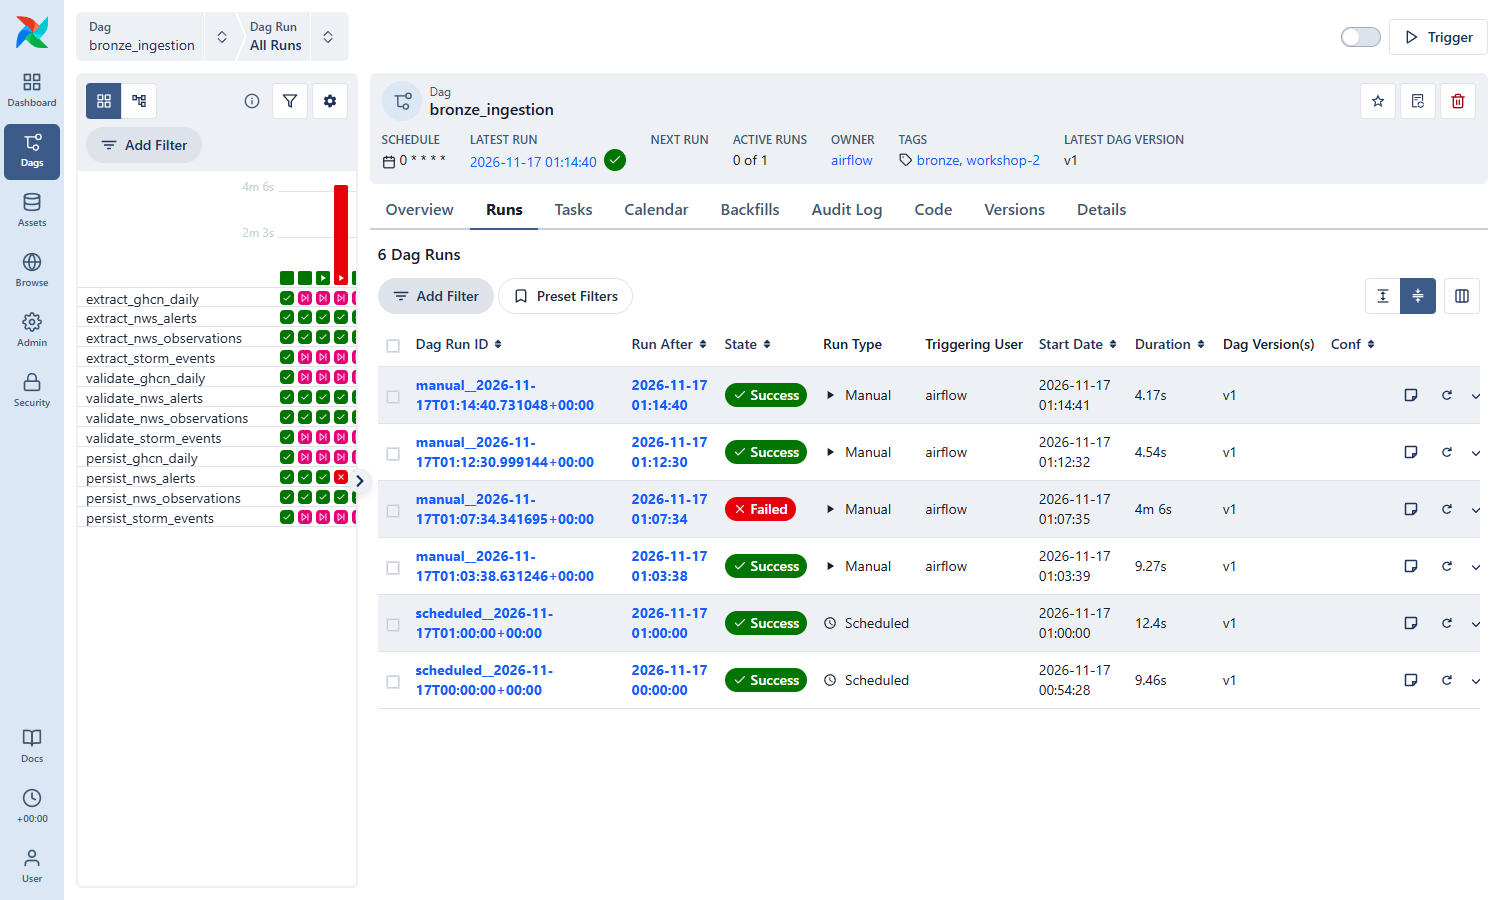 Dag
bronze_ingestion
Dag Run
All Runs
Trigger
Dashboard
Dags
Assets
Browse
Admin
Security
Docs
+00:00
User
Add Filter
4m 6s
2m 3s
extract_ghcn_daily
extract_nws_alerts
extract_nws_observations
extract_storm_events
validate_ghcn_daily
validate_nws_alerts
validate_nws_observations
validate_storm_events
persist_ghcn_daily
persist_nws_alerts
persist_nws_observations
persist_storm_events
Dag
bronze_ingestion
SCHEDULE LATEST RUN NEXT RUN ACTIVE RUNS OWNER TAGS LATEST DAG VERSION
0 * * * * 2026-11-17 01:14:40 0 of 1 airflow bronze, workshop-2 v1
Overview Runs Tasks Calendar Backfills Audit Log Code Versions Details
6 Dag Runs
Add Filter Preset Filters
Dag Run ID Run After State Run Type Triggering User Start Date Duration Dag Version(s) Conf
manual__2026-11- 2026-11-17 2026-11-17
17T01:14:40.731048+00:00 01:14:40 Success Manual airflow 01:14:41 4.17s v1
manual__2026-11- 2026-11-17 2026-11-17
17T01:12:30.999144+00:00 01:12:30 Success Manual airflow 01:12:32 4.54s v1
manual__2026-11- 2026-11-17 2026-11-17
17T01:07:34.341695+00:00 01:07:34 Failed Manual airflow 01:07:35 4m 6s v1
manual__2026-11- 2026-11-17 2026-11-17
17T01:03:38.631246+00:00 01:03:38 Success Manual airflow 01:03:39 9.27s v1
scheduled__2026-11- 2026-11-17 2026-11-17
17T01:00:00+00:00 01:00:00 Success Scheduled 01:00:00 12.4s v1
scheduled__2026-11- 2026-11-17 2026-11-17
17T00:00:00+00:00 00:00:00 Success Scheduled 00:54:28 9.46s v1